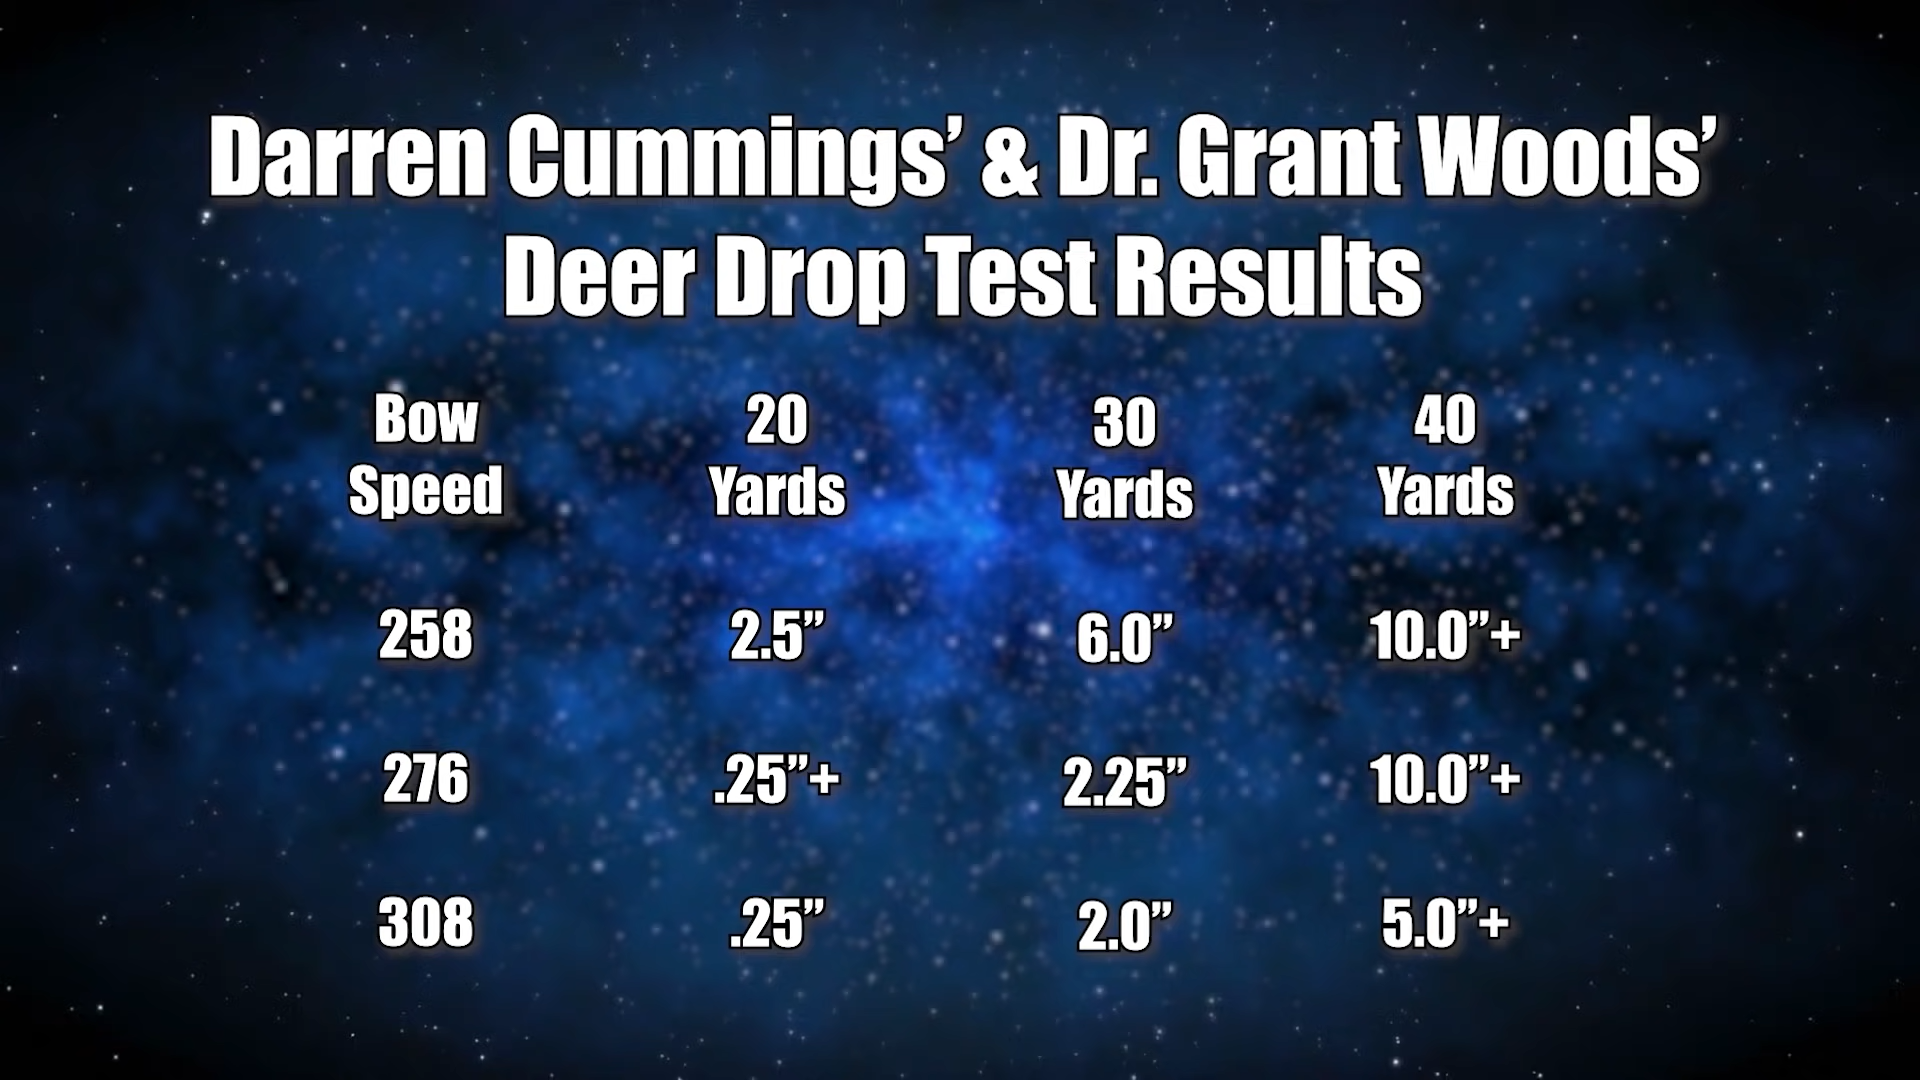 Darren Cummings’ & Dr. Grant Woods’
Deer Drop Test Results
Bow Speed 20 Yards 30 Yards 40 Yards
258 2.5” 6.0” 10.0”+
276 .25”+ 2.25” 10.0”+
308 .25” 2.0” 5.0”+